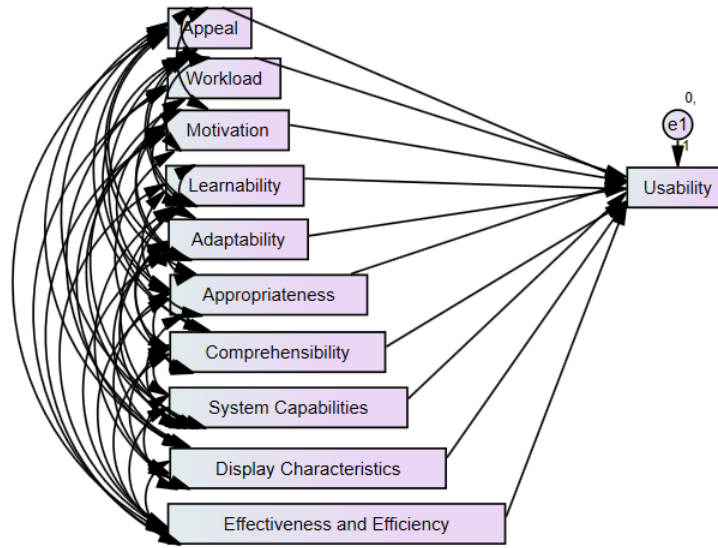 Appeal
Workload
Motivation
Learnability
Adaptability
Appropriateness
Comprehensibility
System Capabilities
Display Characteristics
Effectiveness and Efficiency
0,
e1
1
Usability